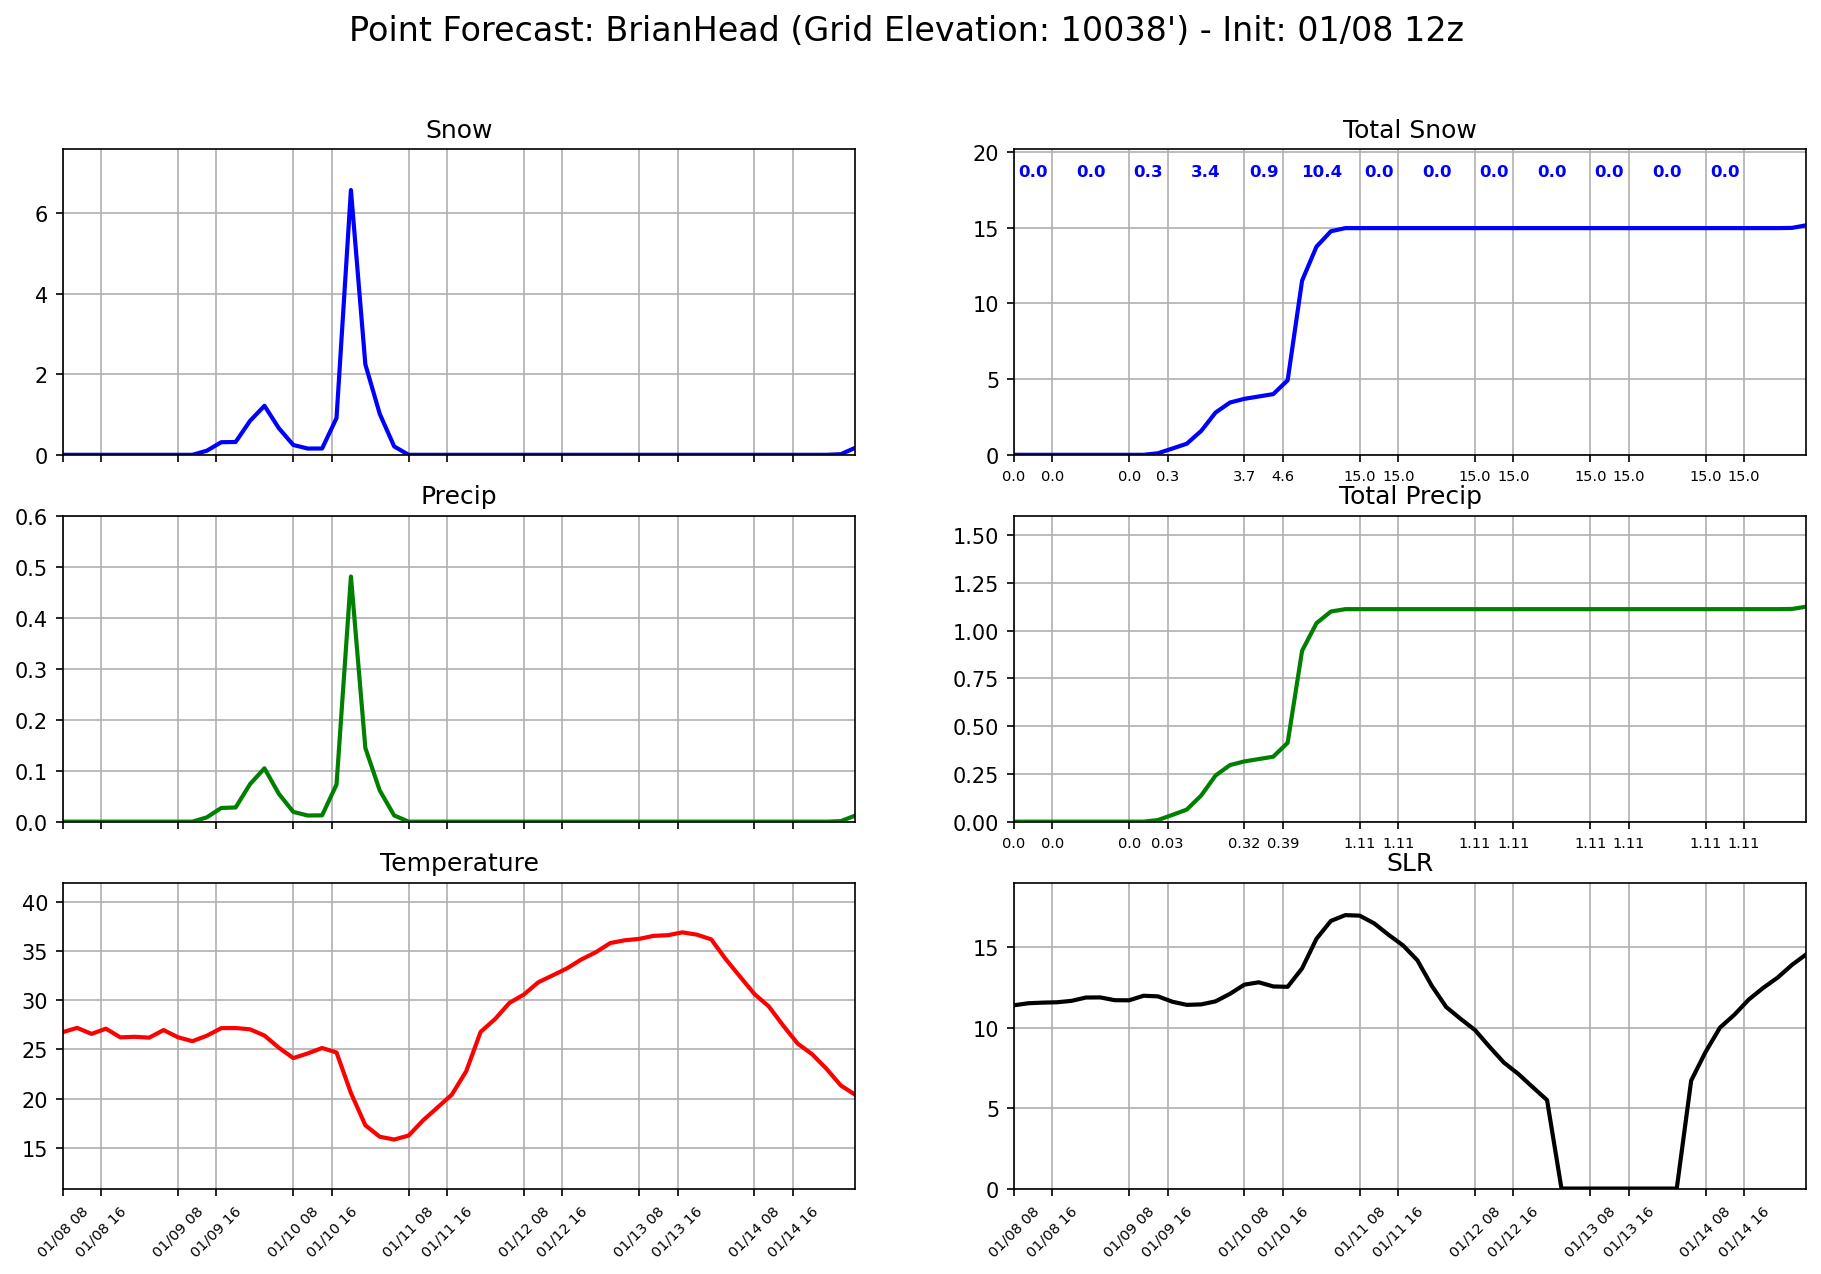 Point Forecast: BrianHead (Grid Elevation: 10038') - Init: 01/08 12z
Snow
6
4
2
0
Total Snow
20
15
10
5
0
0.0 0.0 0.3 3.4 0.9 10.4 0.0 0.0 0.0 0.0 0.0 0.0 0.0
0.0 0.0 0.0 0.3 3.7 4.6 15.0 15.0 15.0 15.0 15.0 15.0 15.0 15.0
Precip
0.6
0.5
0.4
0.3
0.2
0.1
0.0
Total Precip
1.50
1.25
1.00
0.75
0.50
0.25
0.00
0.0 0.0 0.0 0.03 0.32 0.39 1.11 1.11 1.11 1.11 1.11 1.11 1.11 1.11
Temperature
40
35
30
25
20
15
01/08 08 01/08 16 01/09 08 01/09 16 01/10 08 01/10 16 01/11 08 01/11 16 01/12 08 01/12 16 01/13 08 01/13 16 01/14 08 01/14 16
SLR
15
10
5
0
01/08 08 01/08 16 01/09 08 01/09 16 01/10 08 01/10 16 01/11 08 01/11 16 01/12 08 01/12 16 01/13 08 01/13 16 01/14 08 01/14 16